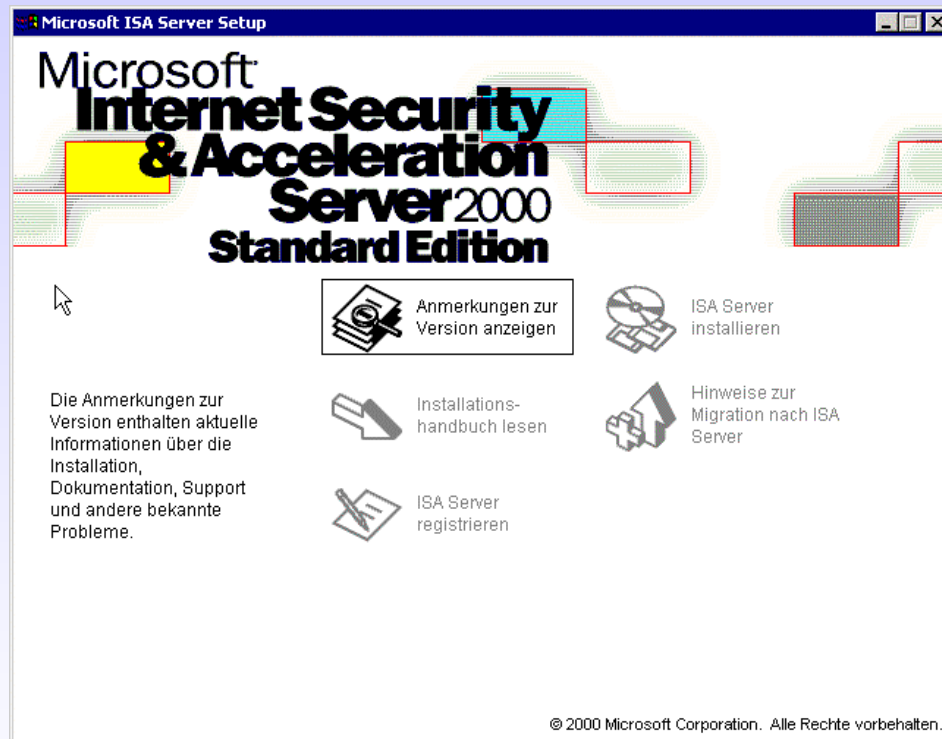 Microsoft ISA Server Setup
Microsoft
Internet Security
& Acceleration
Server 2000
Standard Edition
Anmerkungen zur
Version anzeigen
ISA Server
installieren
Die Anmerkungen zur
Version enthalten aktuelle
Informationen über die
Installation,
Dokumentation, Support
und andere bekannte
Probleme.
Installations-
handbuch lesen
Hinweise zur
Migration nach ISA
Server
ISA Server
registrieren
© 2000 Microsoft Corporation. Alle Rechte vorbehalten.